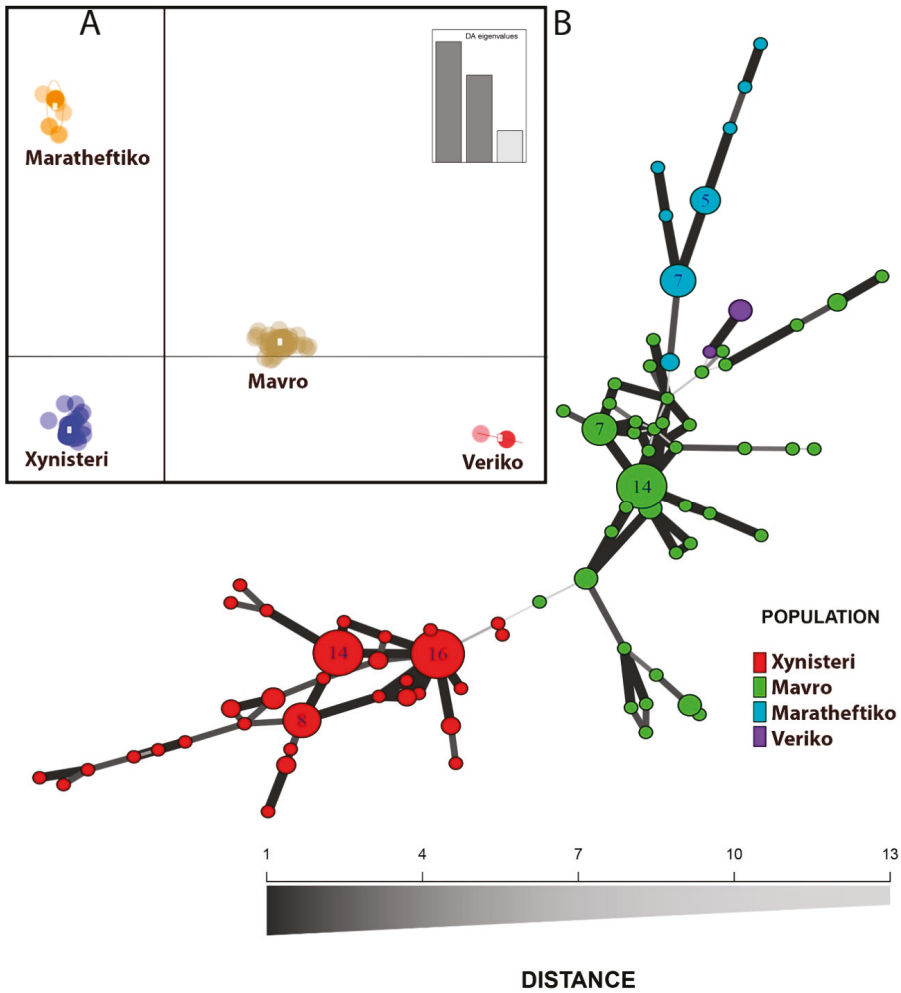 A
DA eigenvalues
Maratheftiko
Mavro
Xynisteri
Veriko
B
5
7
7
14
14
16
8
POPULATION
Xynisteri
Mavro
Maratheftiko
Veriko
1 4 7 10 13
DISTANCE